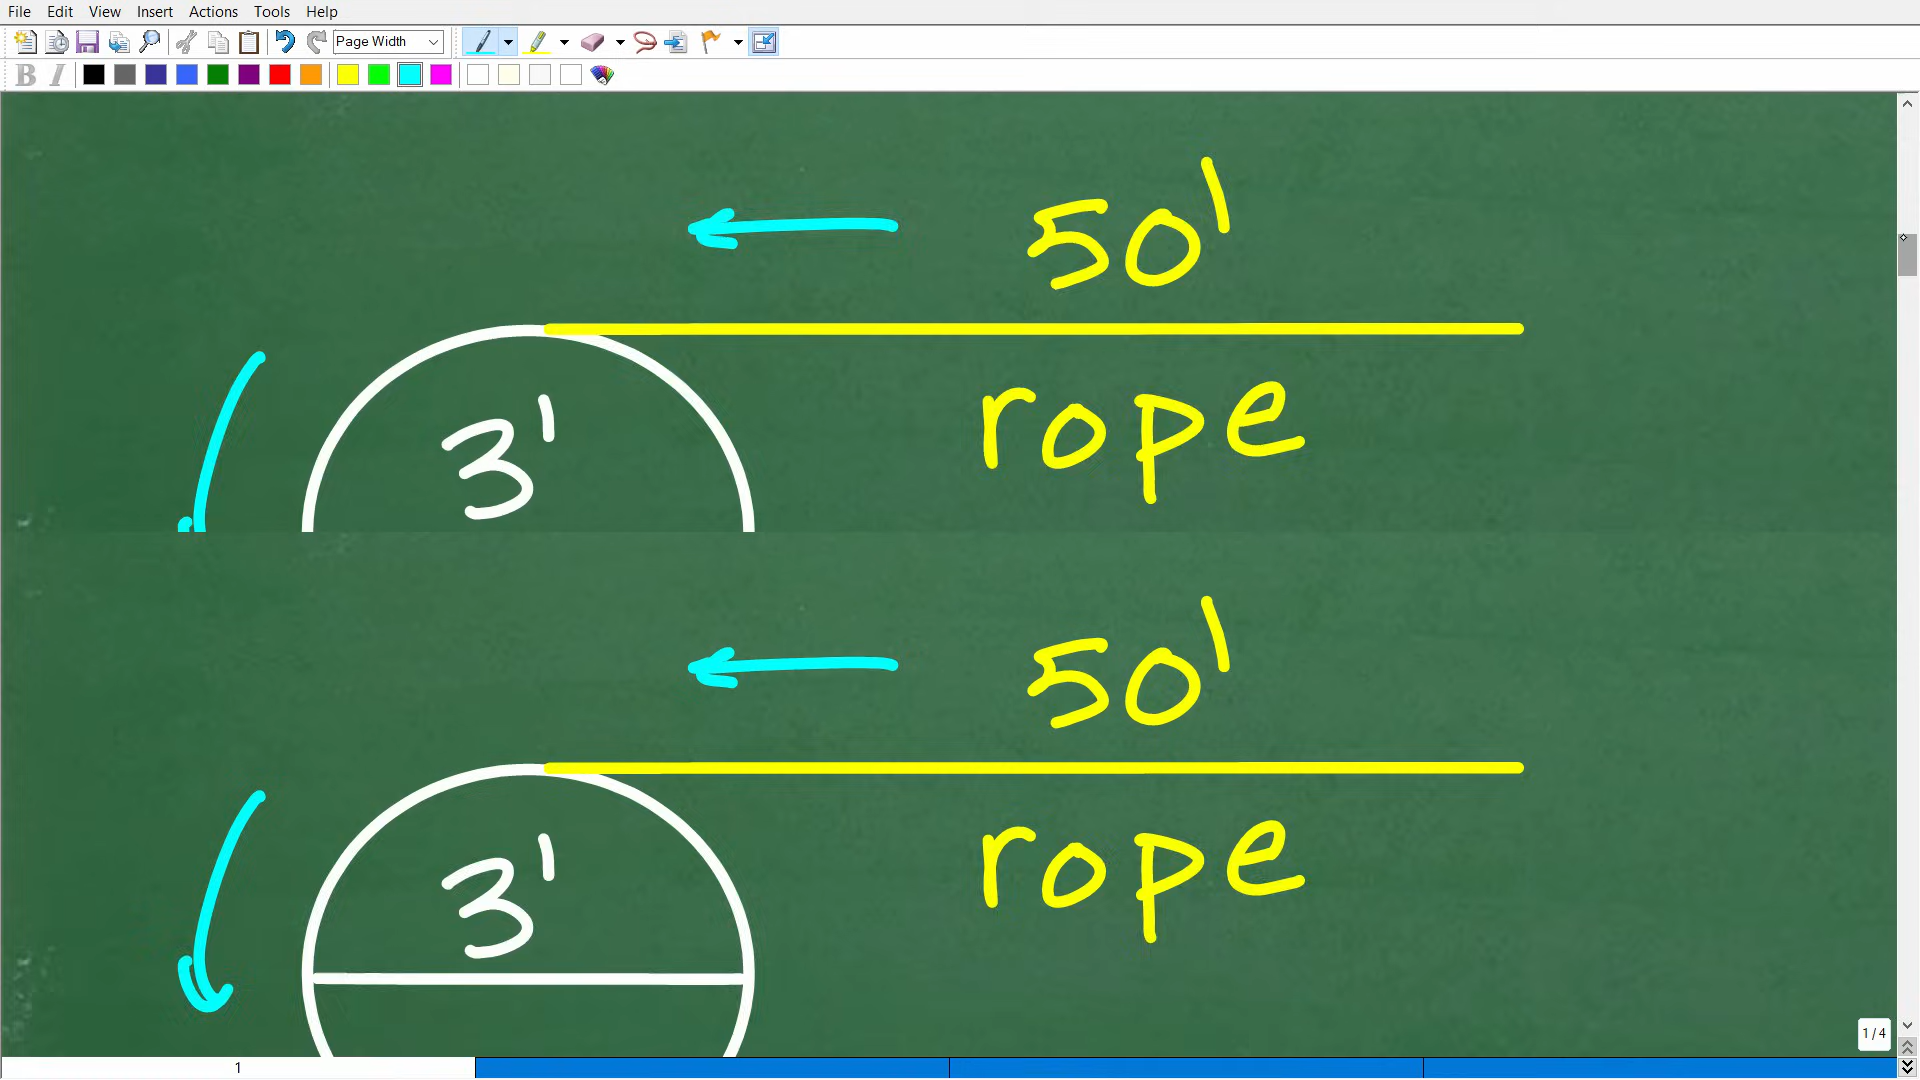 File Edit View Insert Actions Tools Help
Page Width
B I
50'
3'
rope
50'
3'
rope
1 / 4
1